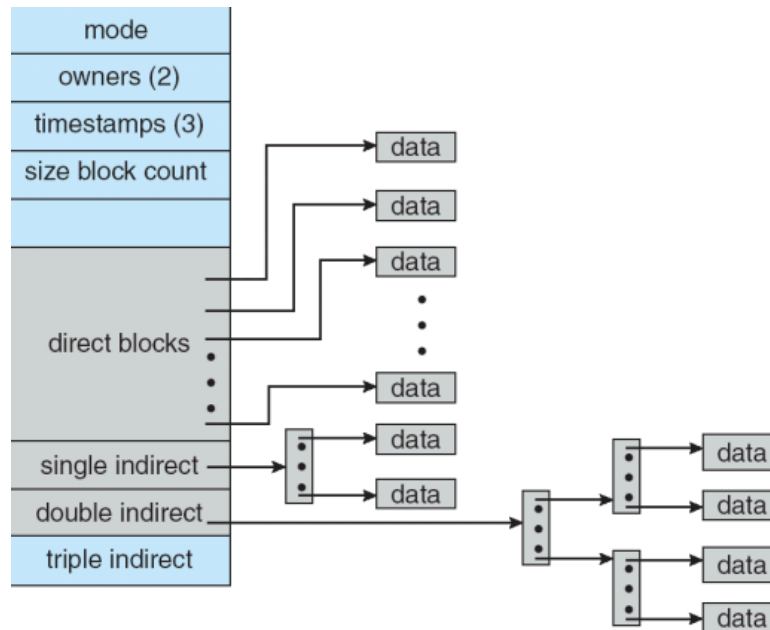 mode
owners (2)
timestamps (3)
size block count
data
data
data
direct blocks
data
single indirect
data
data
double indirect
triple indirect
data
data
data
data